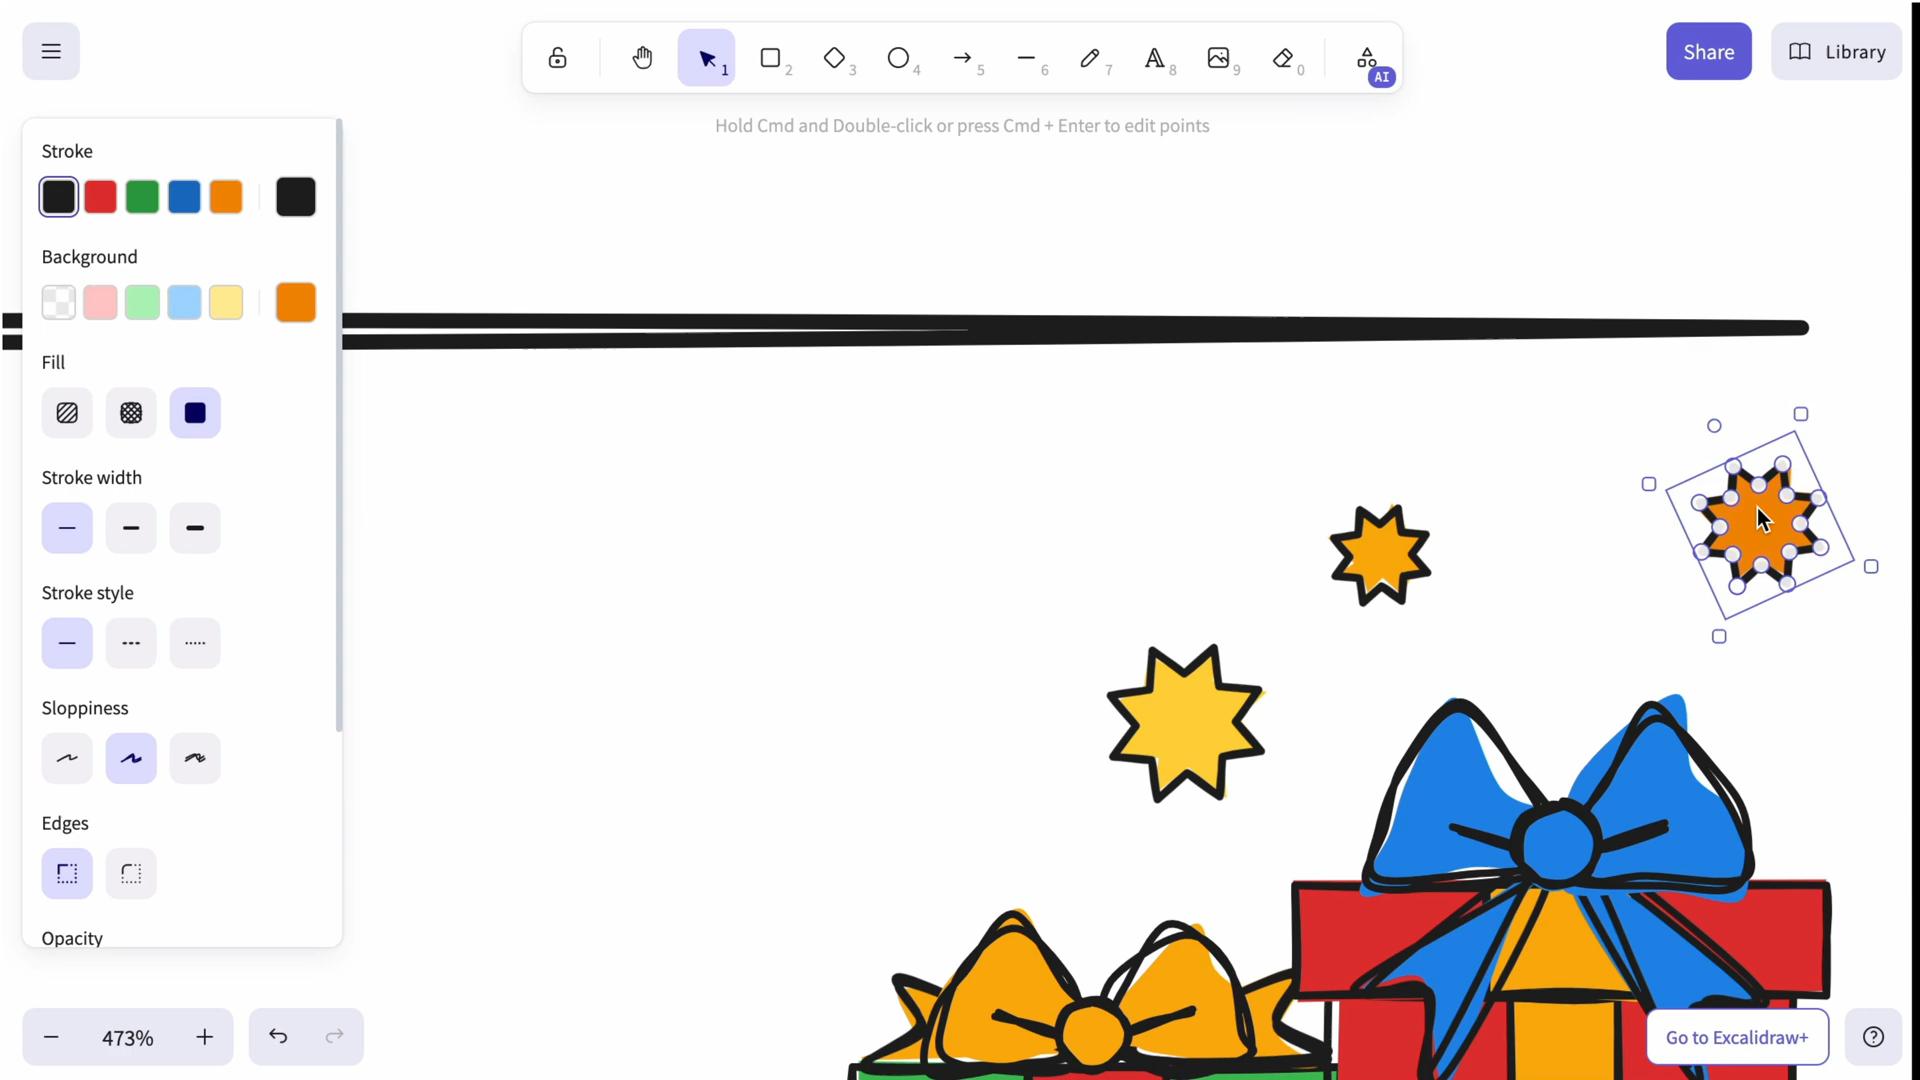 1 2 3 4 5 6 7 8 9 0 AI
Share Library
Hold Cmd and Double-click or press Cmd + Enter to edit points
Stroke
Background
Fill
Stroke width
Stroke style
Sloppiness
Edges
Opacity
473%
Go to Excalidraw+